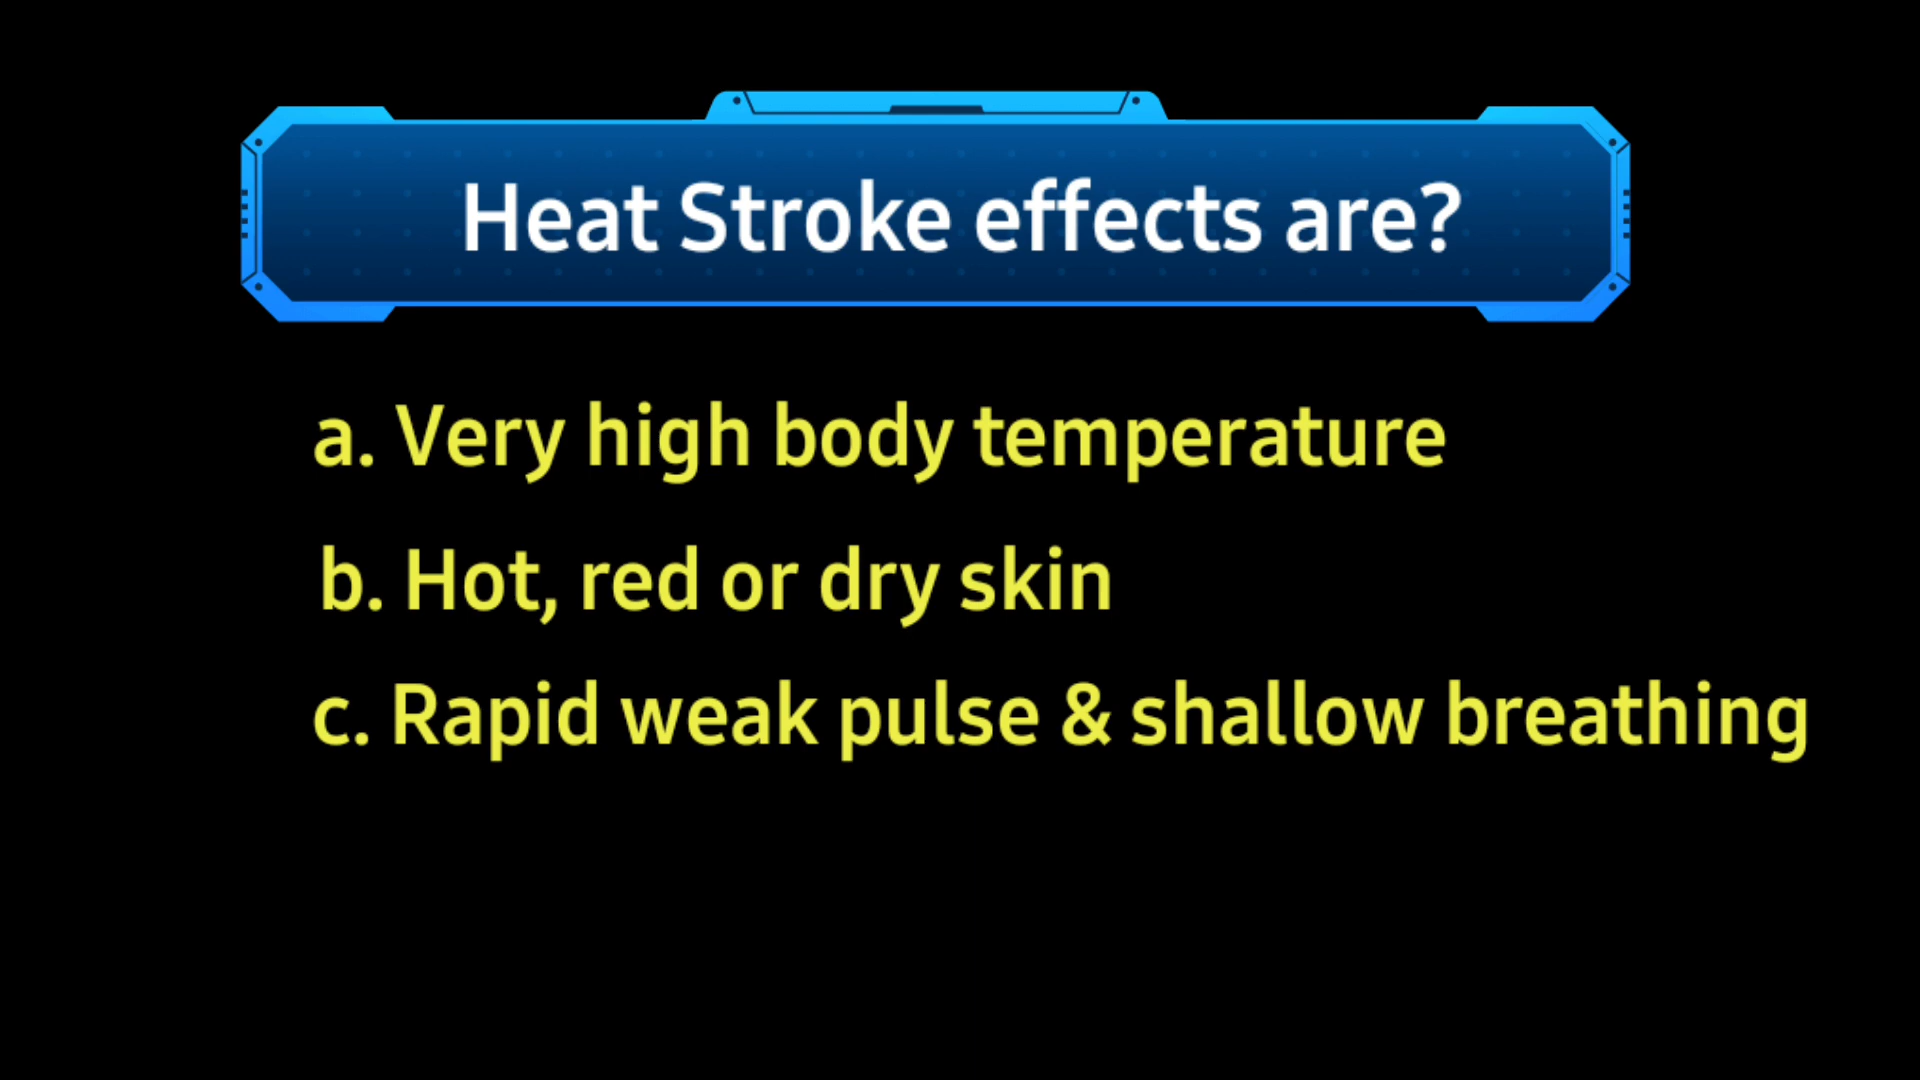 Heat Stroke effects are?
a. Very high body temperature
b. Hot, red or dry skin
c. Rapid weak pulse & shallow breathing